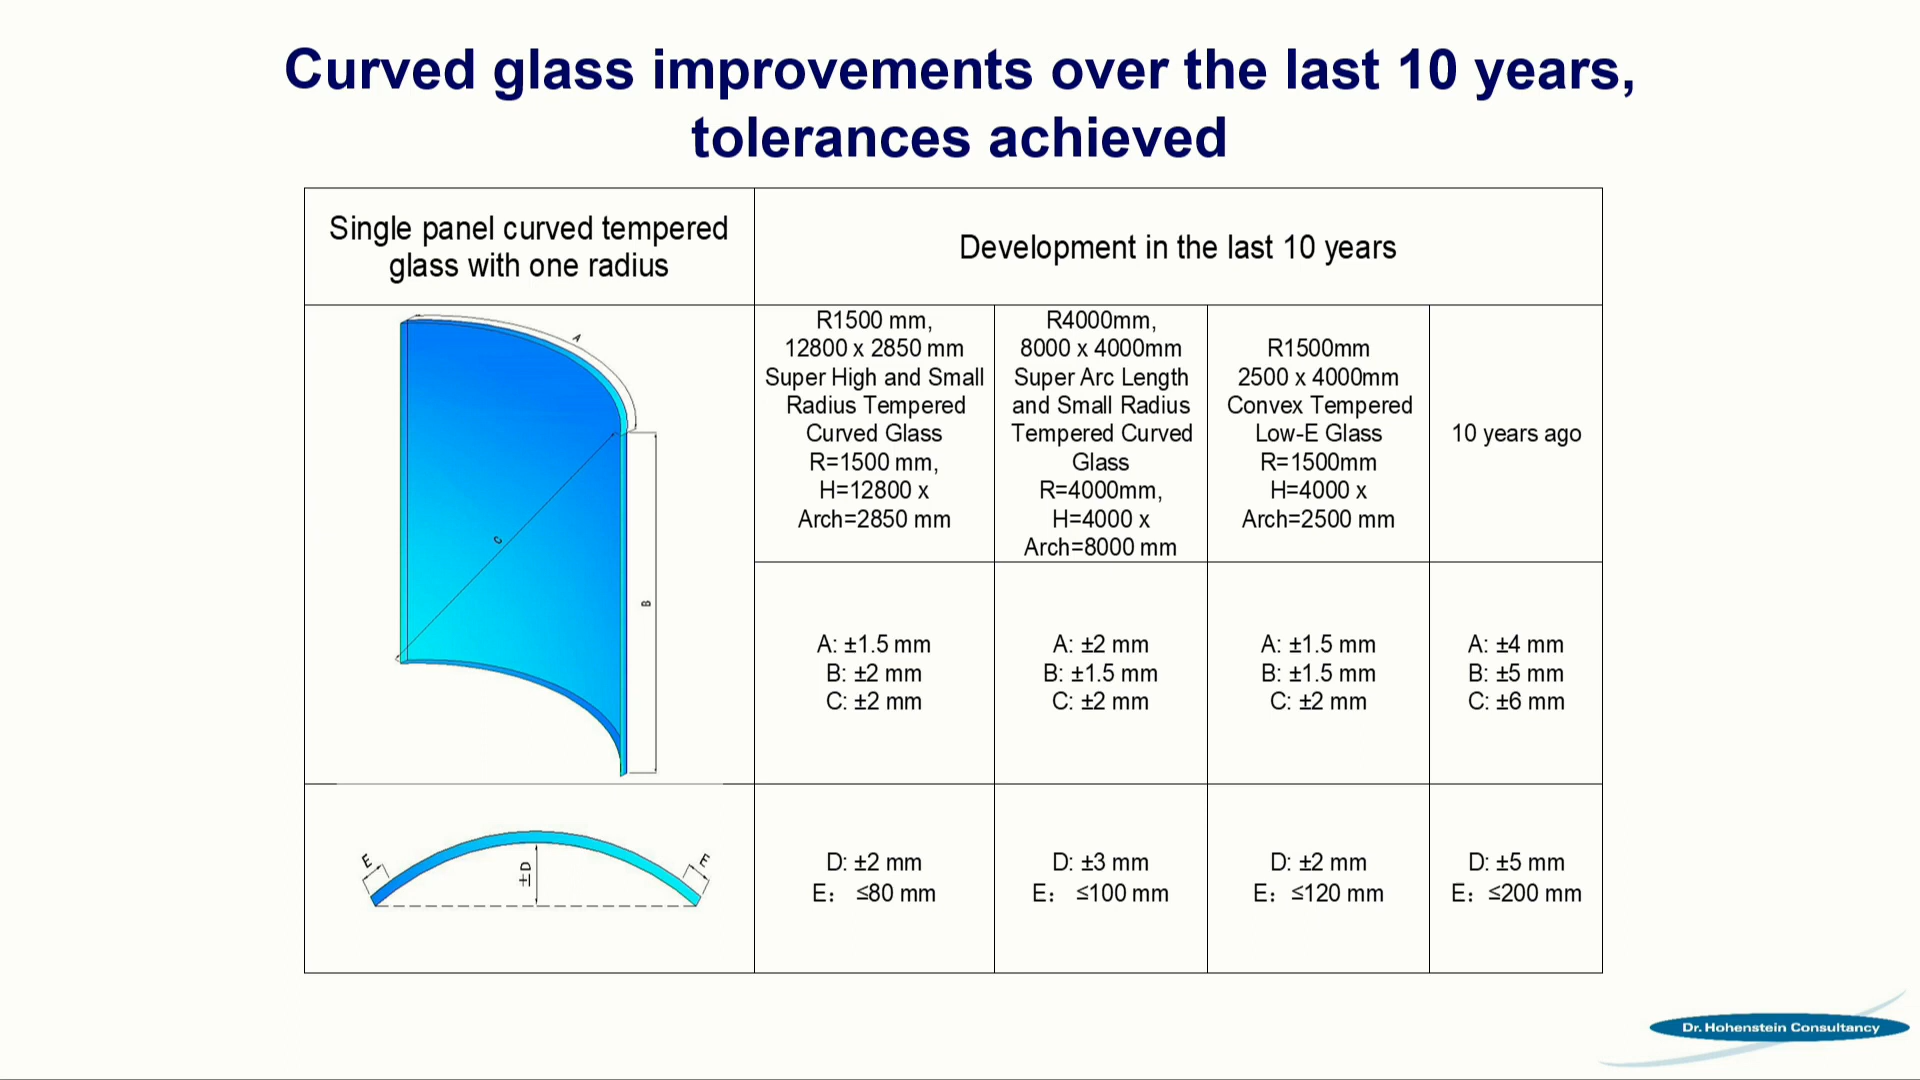 Curved glass improvements over the last 10 years,
tolerances achieved
Single panel curved tempered
glass with one radius
Development in the last 10 years
A
C
B
R1500 mm,
12800 x 2850 mm
Super High and Small
Radius Tempered
Curved Glass
R=1500 mm,
H=12800 x
Arch=2850 mm
R4000mm,
8000 x 4000mm
Super Arc Length
and Small Radius
Tempered Curved
Glass
R=4000mm,
H=4000 x
Arch=8000 mm
R1500mm
2500 x 4000mm
Convex Tempered
Low-E Glass
R=1500mm
H=4000 x
Arch=2500 mm
10 years ago
A: ±1.5 mm
B: ±2 mm
C: ±2 mm
A: ±2 mm
B: ±1.5 mm
C: ±2 mm
A: ±1.5 mm
B: ±1.5 mm
C: ±2 mm
A: ±4 mm
B: ±5 mm
C: ±6 mm
E
±D
E
D: ±2 mm
E： ≤80 mm
D: ±3 mm
E： ≤100 mm
D: ±2 mm
E：≤120 mm
D: ±5 mm
E：≤200 mm
Dr. Hohenstein Consultancy